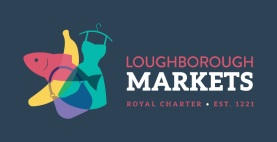 LOUGHBOROUGH
MARKETS
ROYAL CHARTER • EST. 1221